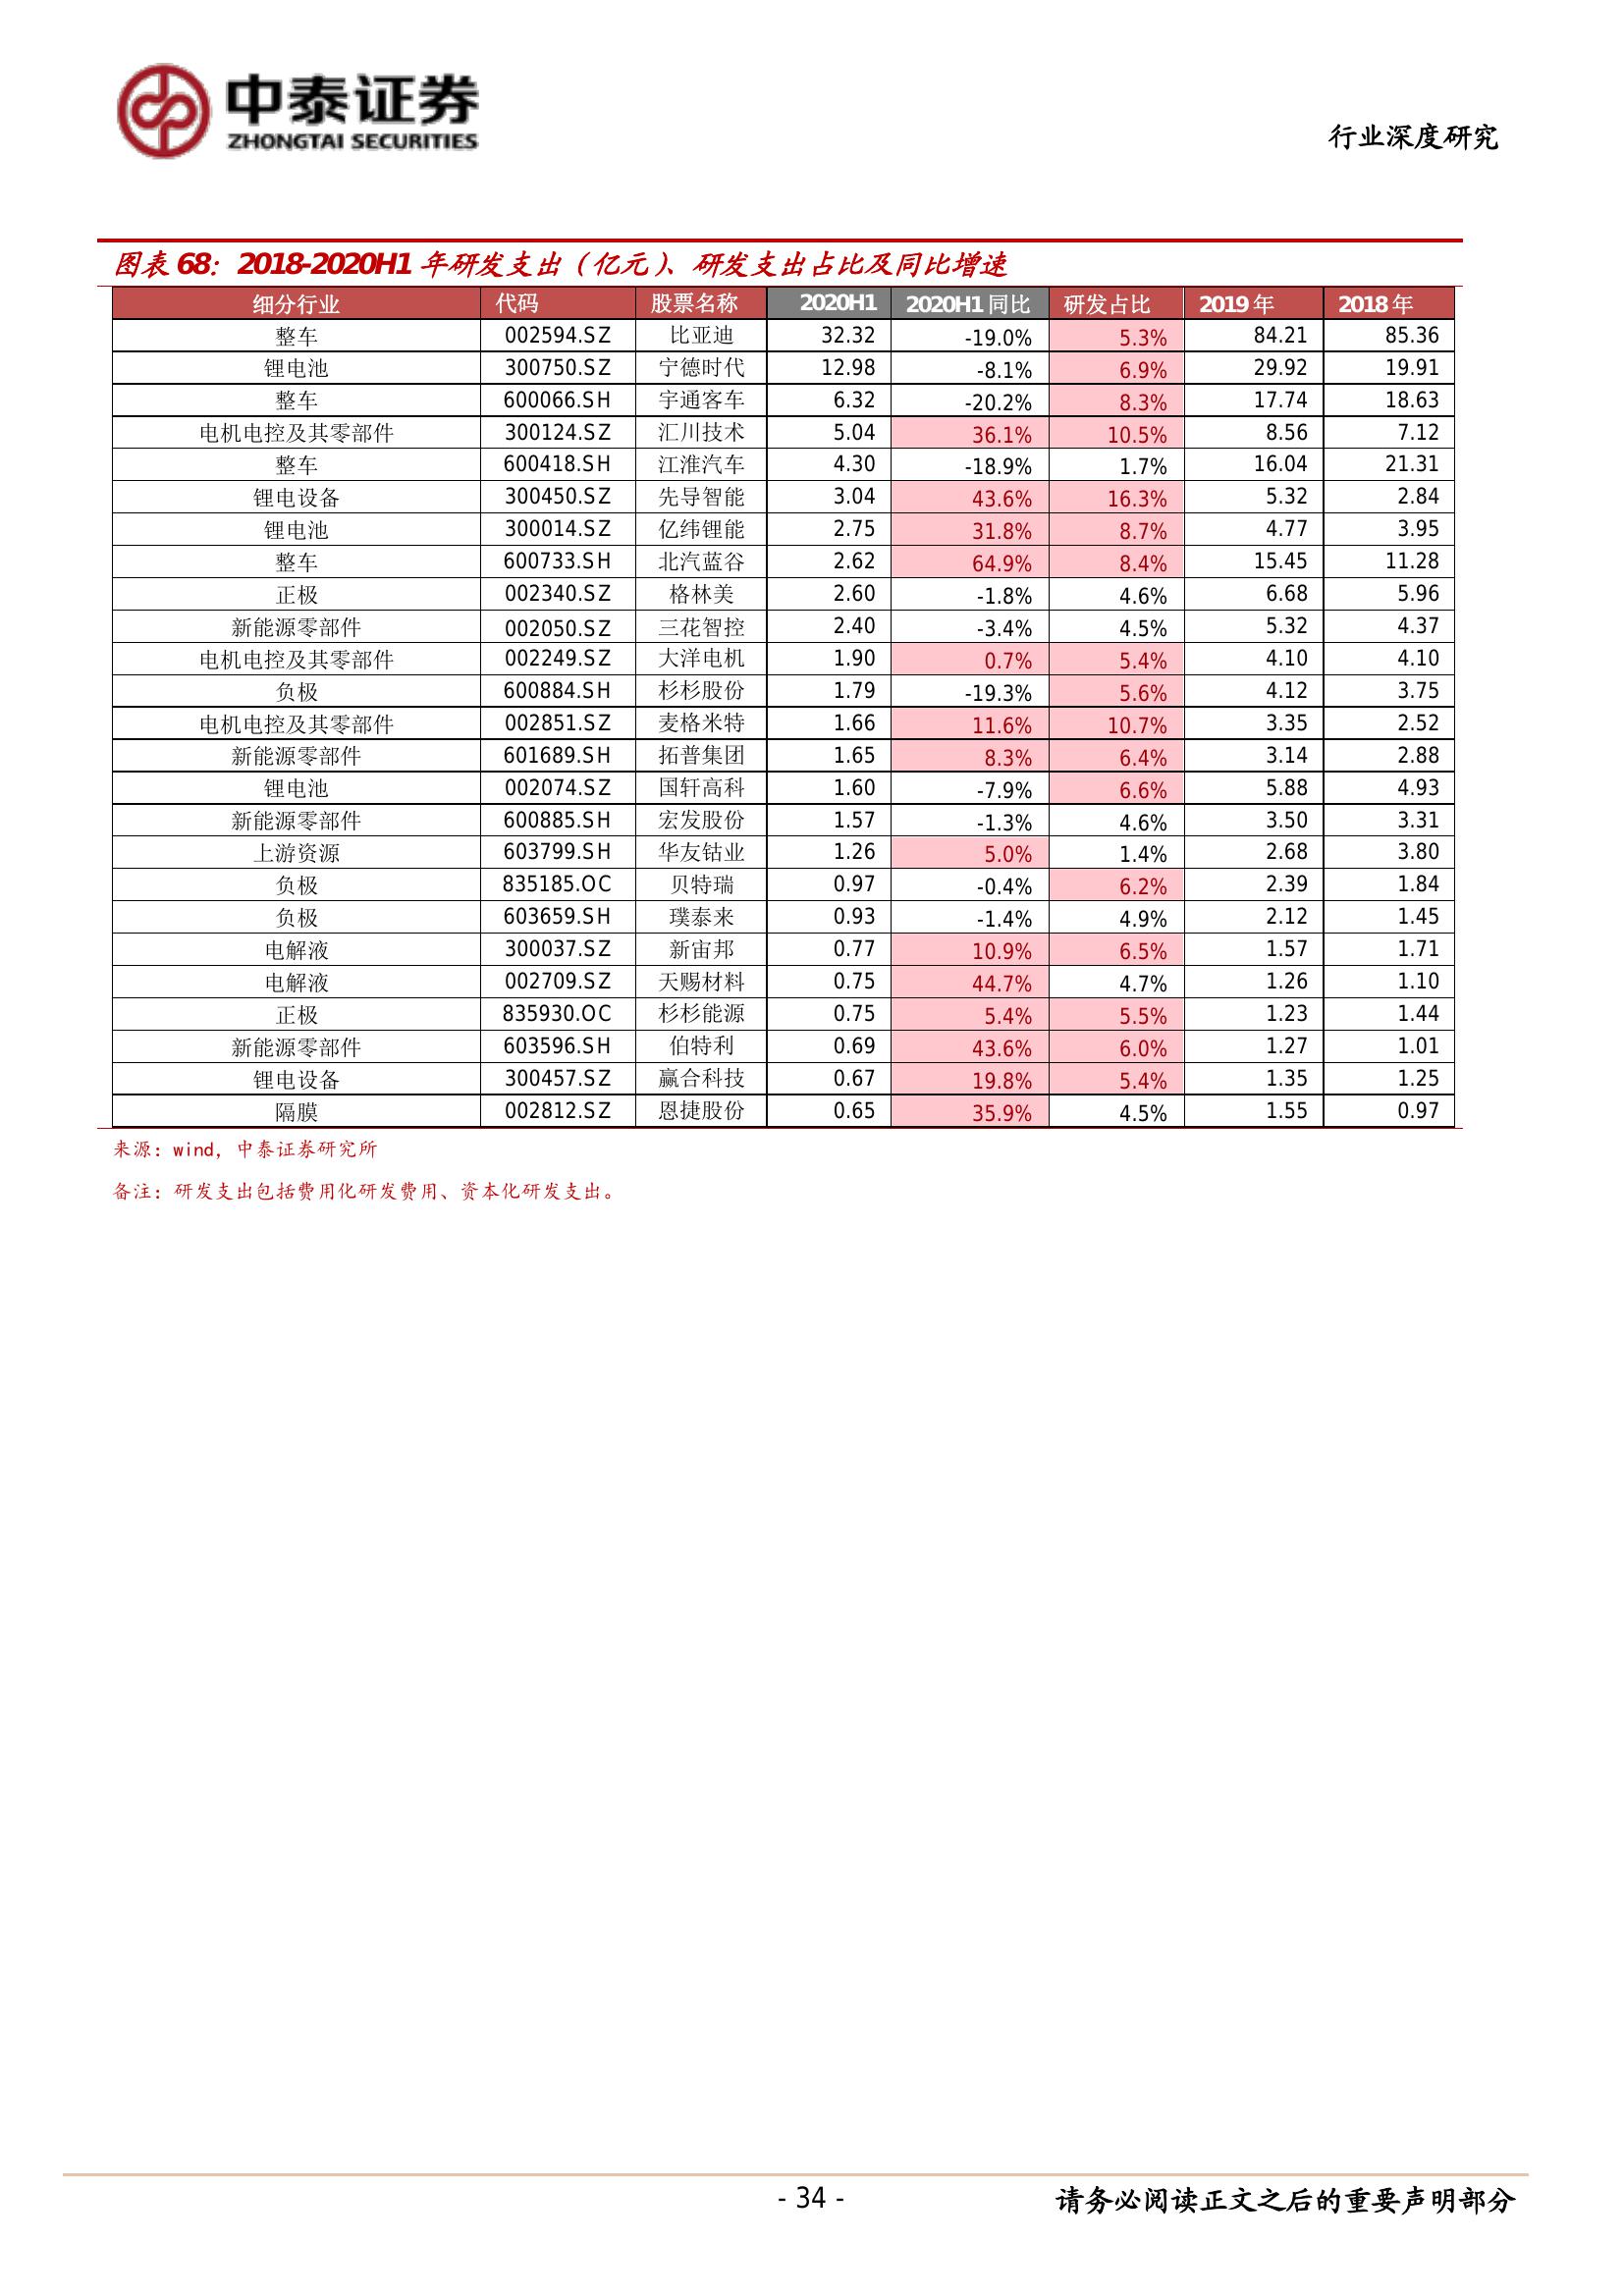 中泰证券
ZHONGTAI SECURITIES
行业深度研究
图表 68：2018-2020H1 年研发支出（亿元）、研发支出占比及同比增速
细分行业 代码 股票名称 2020H1 2020H1 同比 研发占比 2019 年 2018 年
整车 002594.SZ 比亚迪 32.32 -19.0% 5.3% 84.21 85.36
锂电池 300750.SZ 宁德时代 12.98 -8.1% 6.9% 29.92 19.91
整车 600066.SH 宇通客车 6.32 -20.2% 8.3% 17.74 18.63
电机电控及其零部件 300124.SZ 汇川技术 5.04 36.1% 10.5% 8.56 7.12
整车 600418.SH 江淮汽车 4.30 -18.9% 1.7% 16.04 21.31
锂电设备 300450.SZ 先导智能 3.04 43.6% 16.3% 5.32 2.84
锂电池 300014.SZ 亿纬锂能 2.75 31.8% 8.7% 4.77 3.95
整车 600733.SH 北汽蓝谷 2.62 64.9% 8.4% 15.45 11.28
正极 002340.SZ 格林美 2.60 -1.8% 4.6% 6.68 5.96
新能源零部件 002050.SZ 三花智控 2.40 -3.4% 4.5% 5.32 4.37
电机电控及其零部件 002249.SZ 大洋电机 1.90 0.7% 5.4% 4.10 4.10
负极 600884.SH 杉杉股份 1.79 -19.3% 5.6% 4.12 3.75
电机电控及其零部件 002851.SZ 麦格米特 1.66 11.6% 10.7% 3.35 2.52
新能源零部件 601689.SH 拓普集团 1.65 8.3% 6.4% 3.14 2.88
锂电池 002074.SZ 国轩高科 1.60 -7.9% 6.6% 5.88 4.93
新能源零部件 600885.SH 宏发股份 1.57 -1.3% 4.6% 3.50 3.31
上游资源 603799.SH 华友钴业 1.26 5.0% 1.4% 2.68 3.80
负极 835185.OC 贝特瑞 0.97 -0.4% 6.2% 2.39 1.84
负极 603659.SH 璞泰来 0.93 -1.4% 4.9% 2.12 1.45
电解液 300037.SZ 新宙邦 0.77 10.9% 6.5% 1.57 1.71
电解液 002709.SZ 天赐材料 0.75 44.7% 4.7% 1.26 1.10
正极 835930.OC 杉杉能源 0.75 5.4% 5.5% 1.23 1.44
新能源零部件 603596.SH 伯特利 0.69 43.6% 6.0% 1.27 1.01
锂电设备 300457.SZ 赢合科技 0.67 19.8% 5.4% 1.35 1.25
隔膜 002812.SZ 恩捷股份 0.65 35.9% 4.5% 1.55 0.97
来源：wind，中泰证券研究所
备注：研发支出包括费用化研发费用、资本化研发支出。
- 34 -
请务必阅读正文之后的重要声明部分